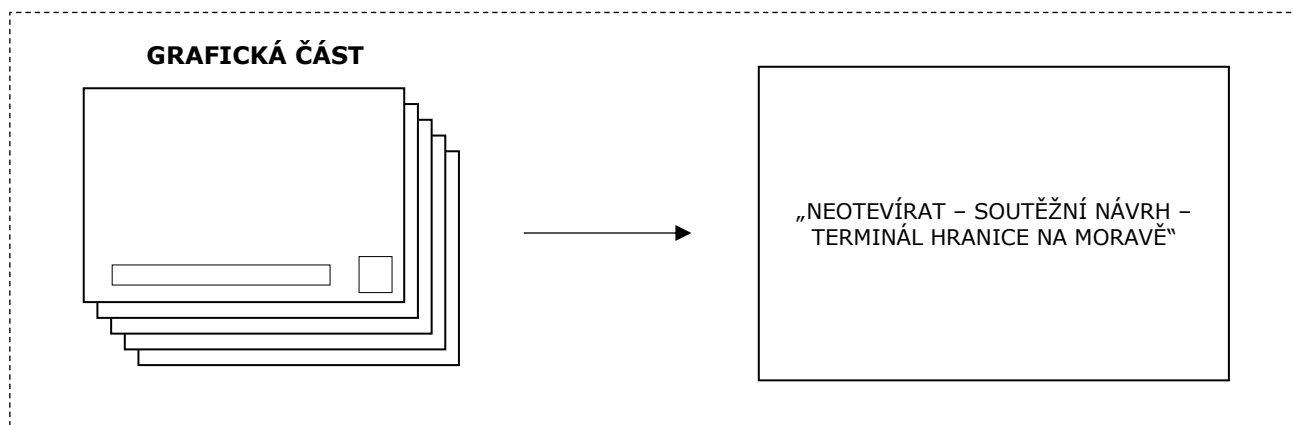 GRAFICKÁ ČÁST
„NEOTEVÍRAT – SOUTĚŽNÍ NÁVRH –
TERMINÁL HRANICE NA MORAVĚ“